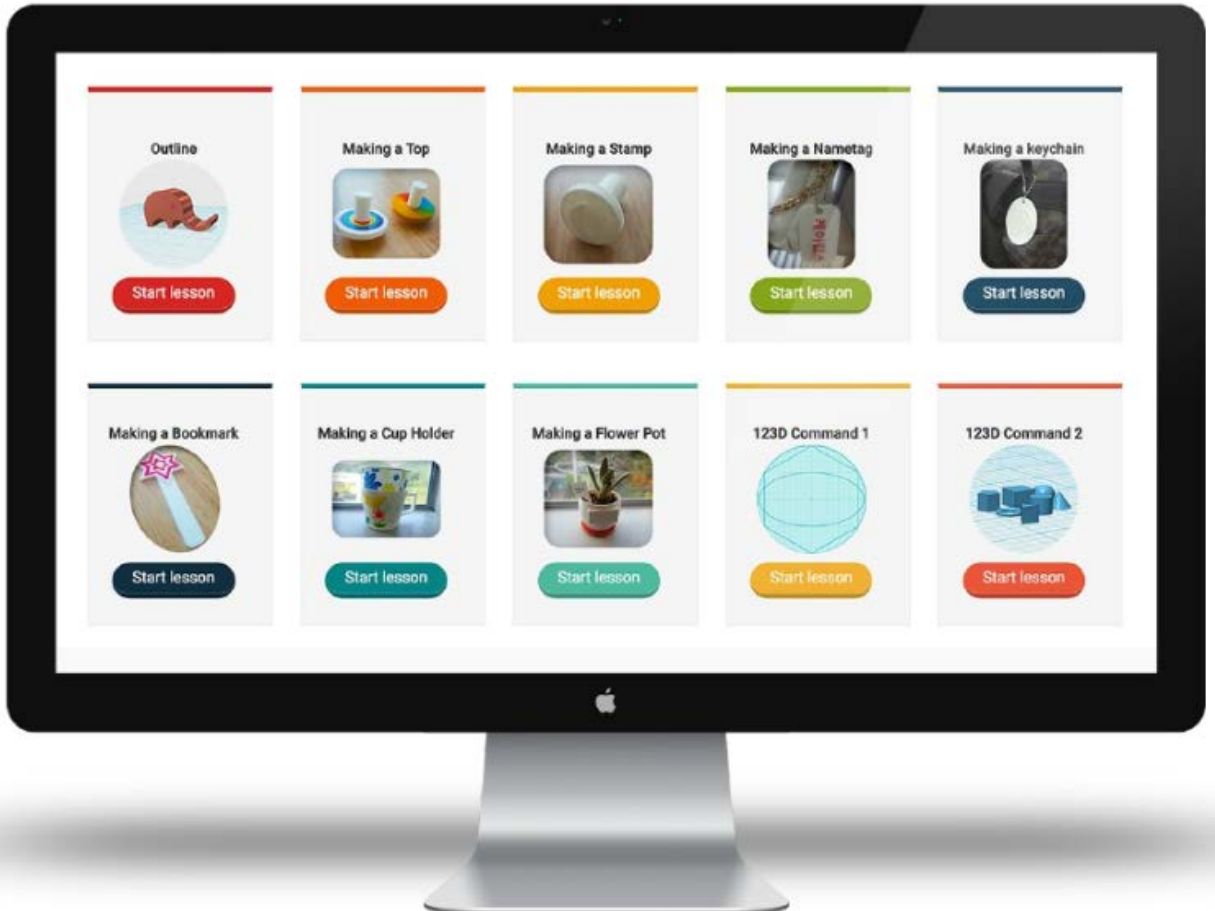 Outline
Making a Top
Making a Stamp
Making a Nametag
Making a keychain
Start lesson
Start lesson
Start lesson
Start lesson
Start lesson
Making a Bookmark
Making a Cup Holder
Making a Flower Pot
123D Command 1
123D Command 2
Start lesson
Start lesson
Start lesson
Start lesson
Start lesson